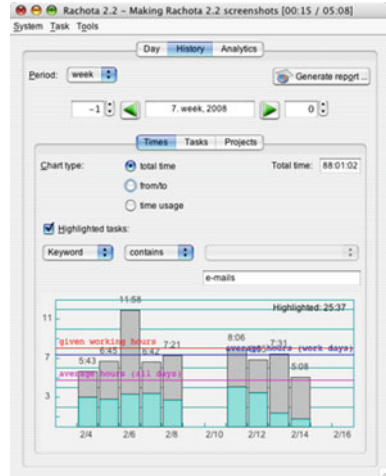 Rachota 2.2 - Making Rachota 2.2 screenshots [00:15 / 05:08]
System Task Tools
Day History Analytics
Period: week Generate report ...
-1 7. week, 2008 0
Times Tasks Projects
Chart type: total time Total time: 88:01:02
from/to
time usage
Highlighted tasks:
Keyword contains
e-mails
11:58
Highlighted: 25:37
11
given working hours
8:06
7:21
7:31
6:45
6:42
average hours (work days)
7
5:43
5:08
average hours (all days)
3
2/4 2/6 2/8 2/10 2/12 2/14 2/16